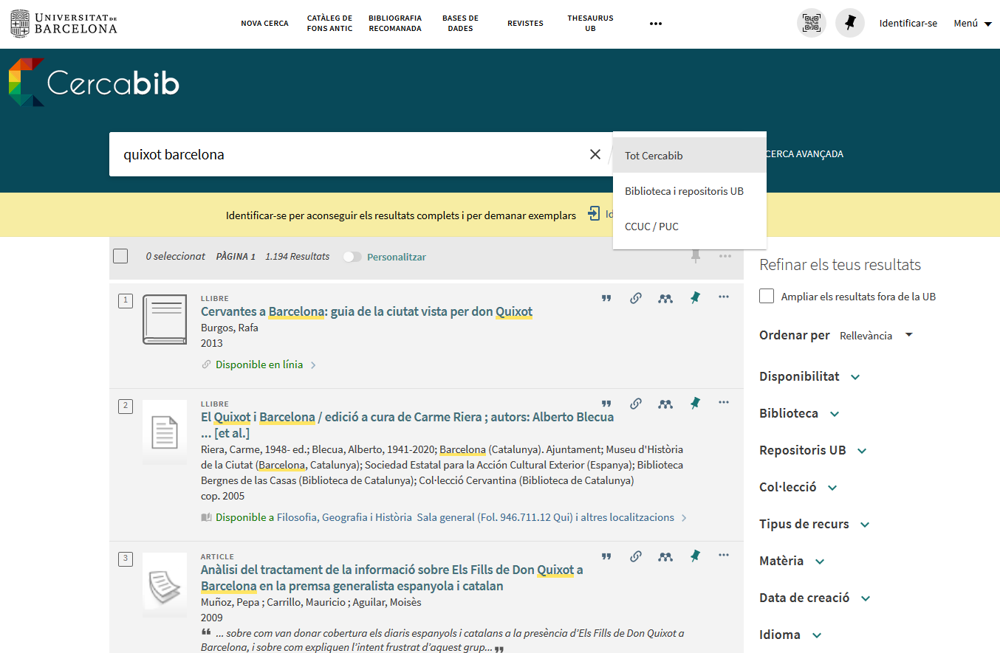 UNIVERSITAT DE
BARCELONA
NOVA CERCA
CATÀLEG DE
FONS ANTIC
BIBLIOGRAFIA
RECOMANADA
BASES DE
DADES
REVISTES
THESAURUS
UB
Identificar-se
Menú
Cercabib
quixot barcelona
Tot Cercabib
CERCA AVANÇADA
Biblioteca i repositoris UB
CCUC / PUC
Identificar-se per aconseguir els resultats complets i per demanar exemplars
0 seleccionat PÀGINA 1 1.194 Resultats Personalitzar
1
LLIBRE
Cervantes a Barcelona: guia de la ciutat vista per don Quixot
Burgos, Rafa
2013
Disponible en línia
2
LLIBRE
El Quixot i Barcelona / edició a cura de Carme Riera ; autors: Alberto Blecua
... [et al.]
Riera, Carme, 1948- ed.; Blecua, Alberto, 1941-2020; Barcelona (Catalunya). Ajuntament; Museu d'Història
de la Ciutat (Barcelona, Catalunya); Sociedad Estatal para la Acción Cultural Exterior (Espanya); Biblioteca
Bergnes de las Casas (Biblioteca de Catalunya); Col·lecció Cervantina (Biblioteca de Catalunya)
cop. 2005
Disponible a Filosofia, Geografia i Història Sala general (Fol. 946.711.12 Qui) i altres localitzacions
3
ARTICLE
Anàlisi del tractament de la informació sobre Els Fills de Don Quixot a
Barcelona en la premsa generalista espanyola i catalan
Muñoz, Pepa ; Carrillo, Mauricio ; Aguilar, Moisès
2009
... sobre com van donar cobertura els diaris espanyols i catalans a la presència d’Els Fills de Don Quixot a
Barcelona, i sobre com expliquen l’intent frustrat d’aquest grup...
Refinar els teus resultats
Ampliar els resultats fora de la UB
Ordenar per Rellevància
Disponibilitat
Biblioteca
Repositoris UB
Col·lecció
Tipus de recurs
Matèria
Data de creació
Idioma